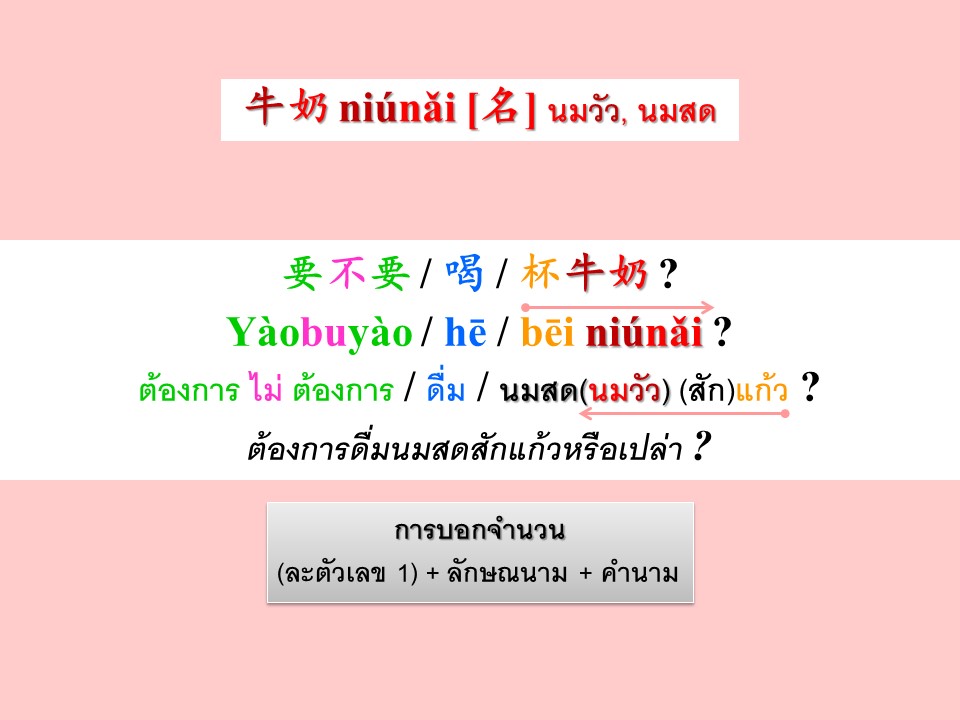 牛奶 niúnǎi [名] นมวัว, นมสด
要不要 / 喝 / 杯牛奶 ?
Yàobuyào / hē / bēi niúnǎi ?
ต้องการ ไม่ ต้องการ / ดื่ม / นมสด(นมวัว) (สัก)แก้ว ?
ต้องการดื่มนมสดสักแก้วหรือเปล่า ?
การบอกจำนวน
(ละตัวเลข 1) + ลักษณนาม + คำนาม